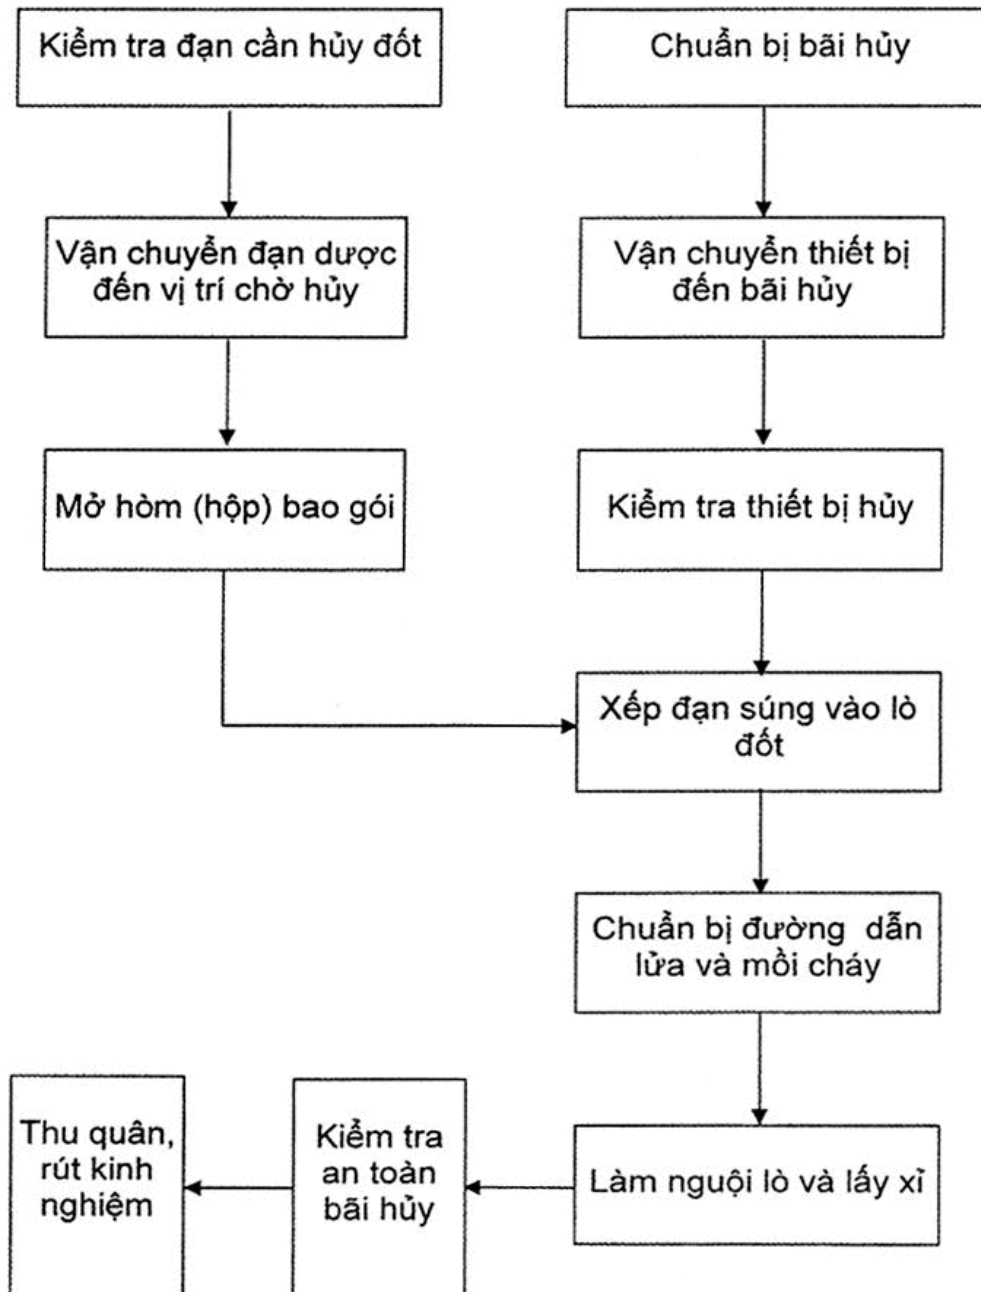 Kiểm tra đạn cần hủy đốt
Chuẩn bị bãi hủy
Vận chuyển đạn dược
đến vị trí chờ hủy
Vận chuyển thiết bị
đến bãi hủy
Mở hòm (hộp) bao gói
Kiểm tra thiết bị hủy
Xếp đạn súng vào lò
đốt
Chuẩn bị đường dẫn
lửa và mồi cháy
Làm nguội lò và lấy xỉ
Kiểm tra
an toàn
bãi hủy
Thu quân,
rút kinh
nghiệm